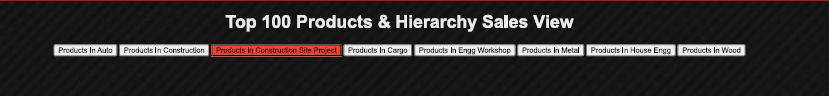 Top 100 Products & Hierarchy Sales View
Products In Auto Products In Construction Products In Construction Site Project Products In Cargo Products In Engg Workshop Products In Metal Products In House Engg Products In Wood